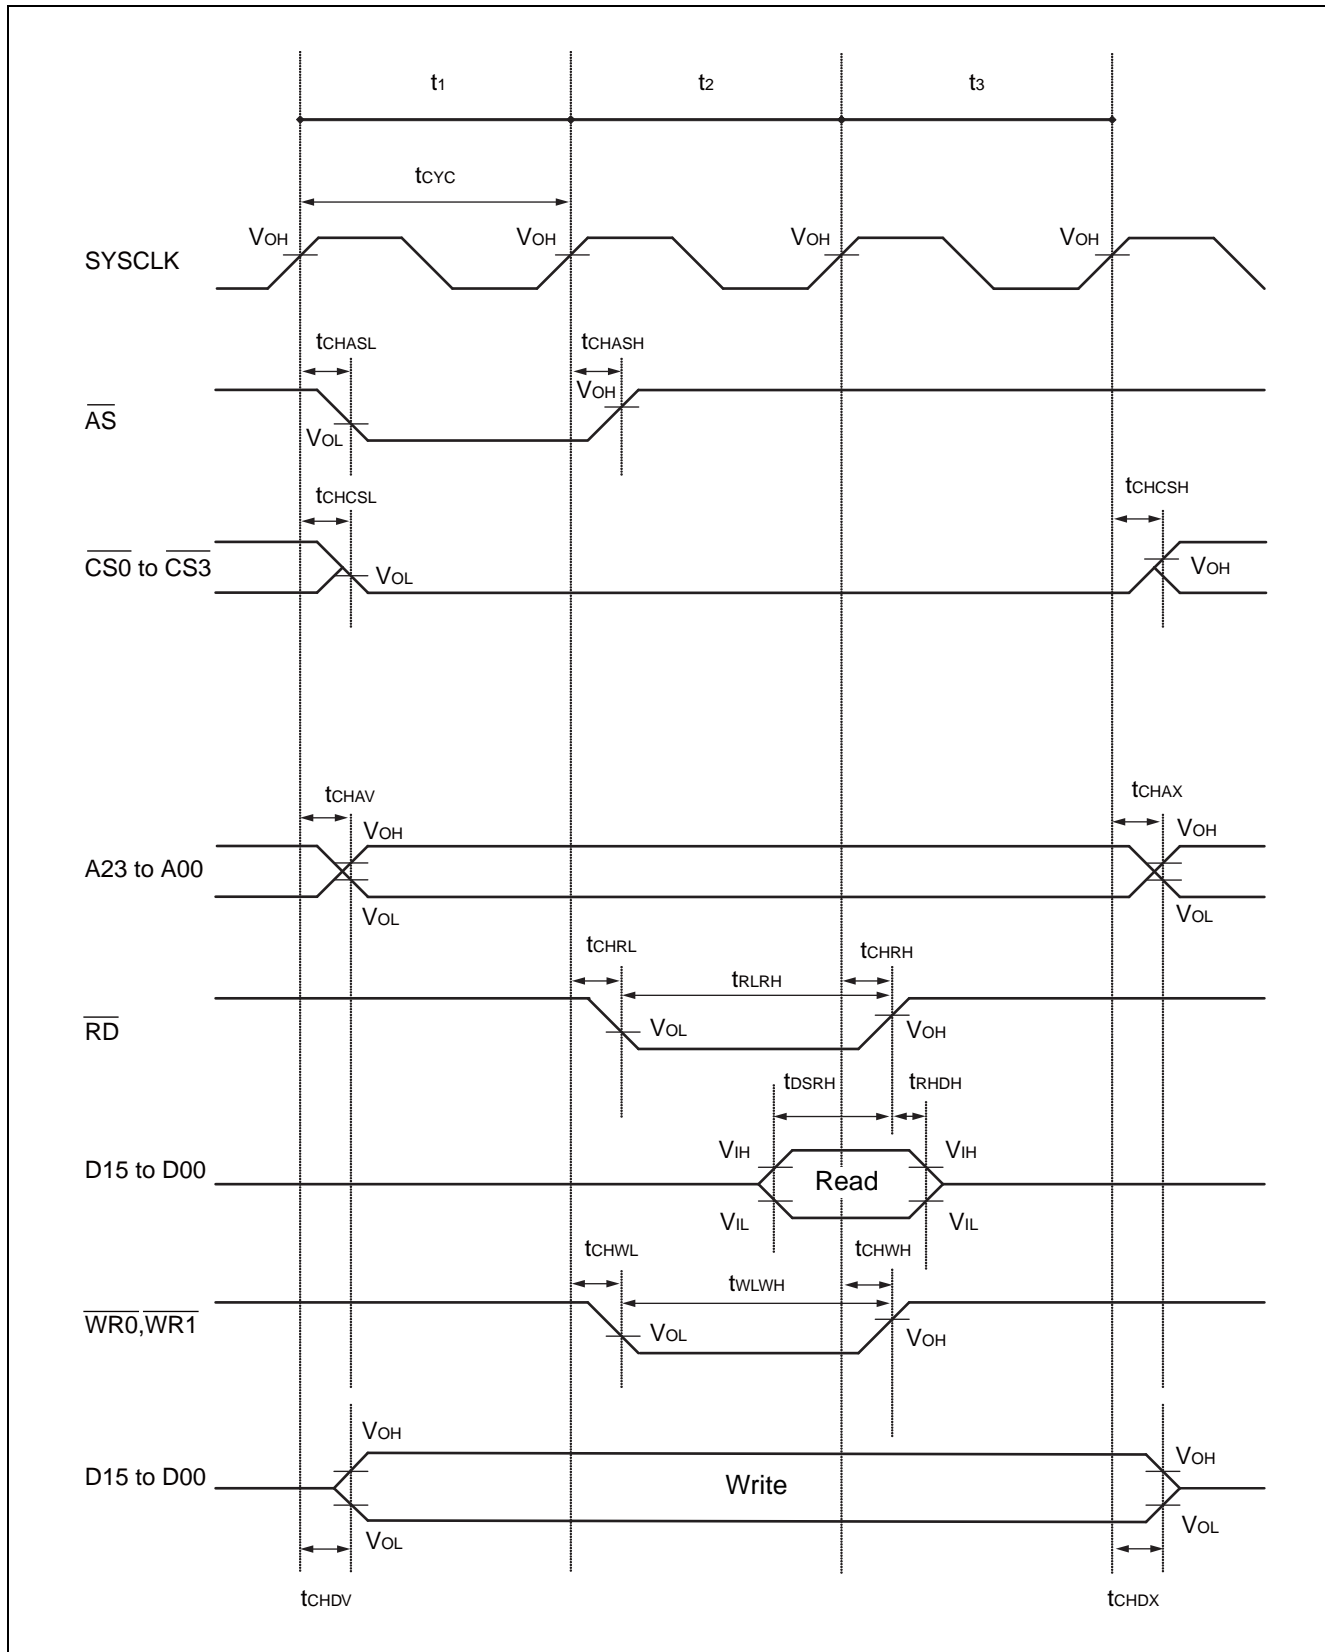 t1 t2 t3
tCYC
VOH VOH VOH VOH
SYSCLK
tCHASL tCHASH
VOH
AS
VOL
tCHCSL tCHCSH
CS0 to CS3
VOL VOH
tCHAV tCHAX
VOH VOH
A23 to A00
VOL VOL
tCHRL tCHRH
tRLRH
RD
VOL VOH
tDSRH tRHDH
VIH VIH
D15 to D00 Read
VIL VIL
tCHWL tCHWH
tWLWH
WR0,WR1
VOL VOH
VOH VOH
D15 to D00 Write
VOL VOL
tCHDV tCHDX